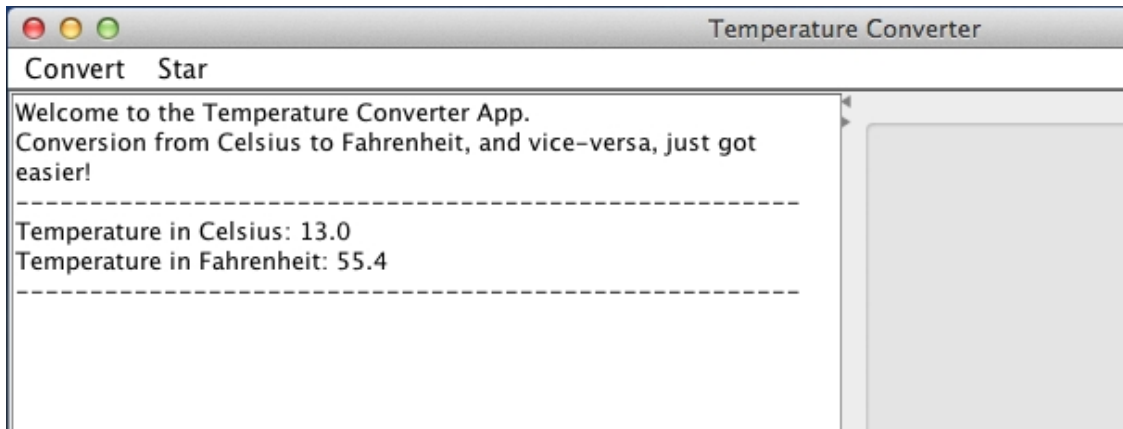 Temperature Converter
Convert Star
Welcome to the Temperature Converter App.
Conversion from Celsius to Fahrenheit, and vice-versa, just got
easier!
------------------------------------------------------
Temperature in Celsius: 13.0
Temperature in Fahrenheit: 55.4
------------------------------------------------------